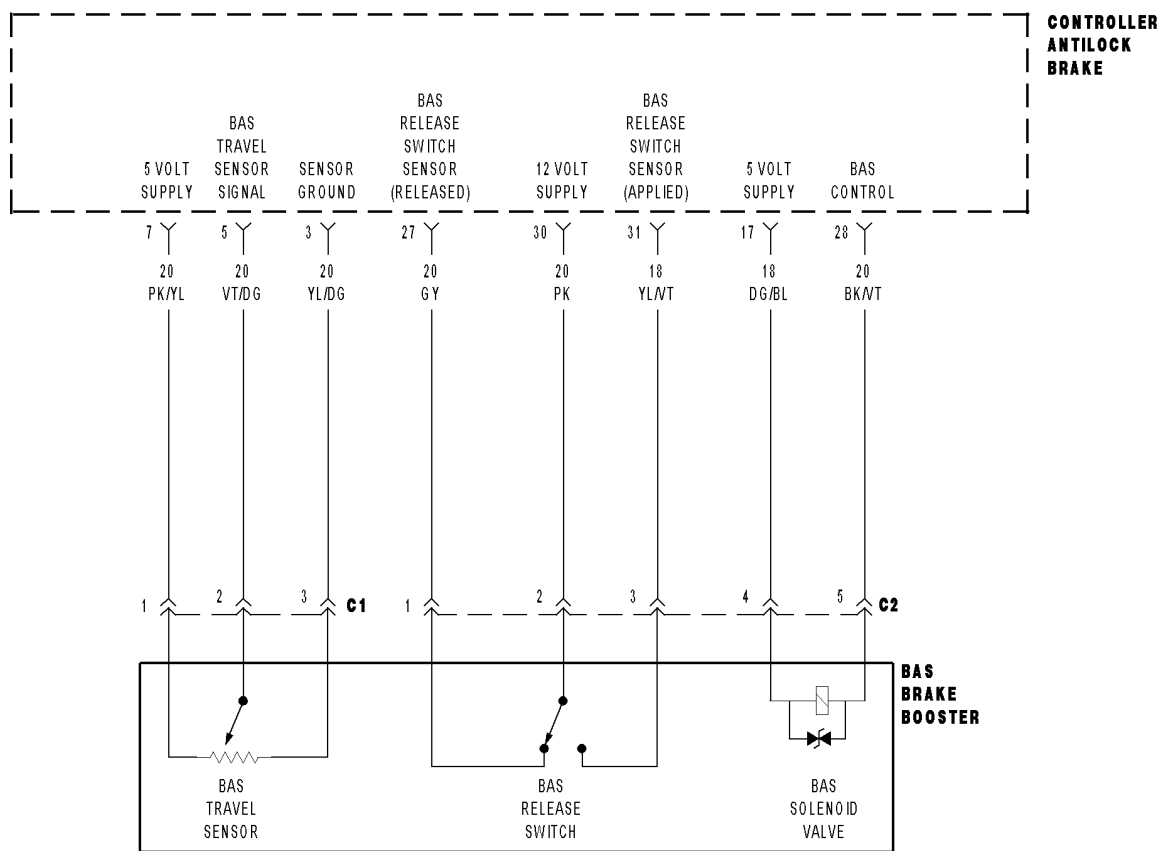 CONTROLLER
ANTILOCK
BRAKE
5 VOLT
SUPPLY
BAS
TRAVEL
SENSOR
SIGNAL
SENSOR
GROUND
BAS
RELEASE
SWITCH
SENSOR
(RELEASED)
12 VOLT
SUPPLY
BAS
RELEASE
SWITCH
SENSOR
(APPLIED)
5 VOLT
SUPPLY
BAS
CONTROL
7 5 3 27 30 31 17 28
20 20 20 20 20 18 18 20
PK/YL VT/DG YL/DG GY PK YL/VT DG/BL BK/VT
1 2 3 C1 1 2 3 4 5 C2
BAS
BRAKE
BOOSTER
BAS
TRAVEL
SENSOR
BAS
RELEASE
SWITCH
BAS
SOLENOID
VALVE